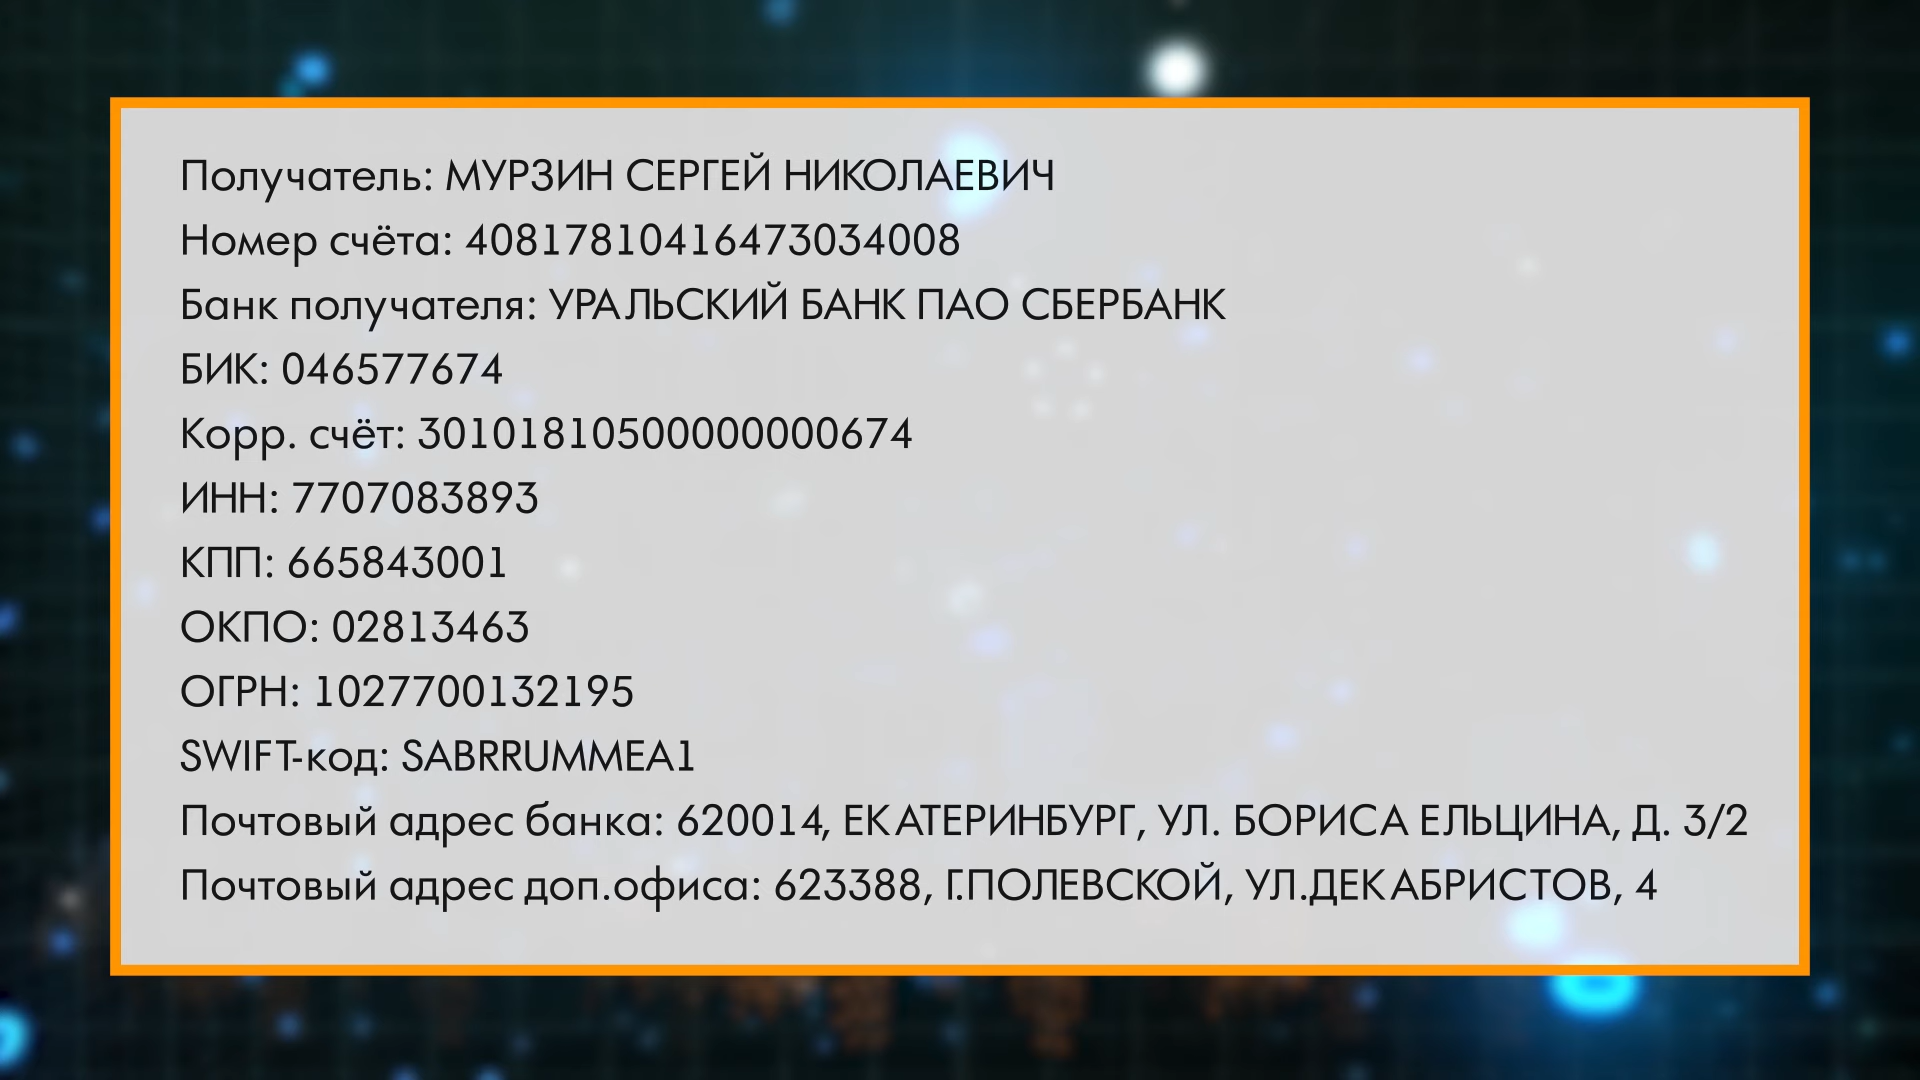 Получатель: МУРЗИН СЕРГЕЙ НИКОЛАЕВИЧ
Номер счёта: 40817810416473034008
Банк получателя: УРАЛЬСКИЙ БАНК ПАО СБЕРБАНК
БИК: 046577674
Корр. счёт: 30101810500000000674
ИНН: 7707083893
КПП: 665843001
ОКПО: 02813463
ОГРН: 1027700132195
SWIFT-код: SABRRUMMEA1
Почтовый адрес банка: 620014, ЕКАТЕРИНБУРГ, УЛ. БОРИСА ЕЛЬЦИНА, Д. 3/2
Почтовый адрес доп.офиса: 623388, Г.ПОЛЕВСКОЙ, УЛ.ДЕКАБРИСТОВ, 4